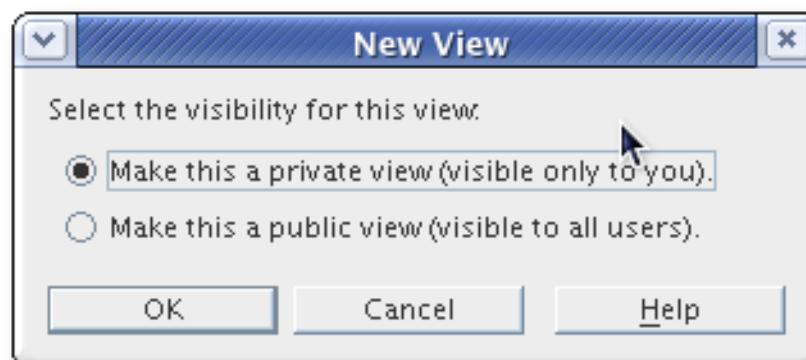 New View
Select the visibility for this view:
Make this a private view (visible only to you).
Make this a public view (visible to all users).
OK Cancel Help